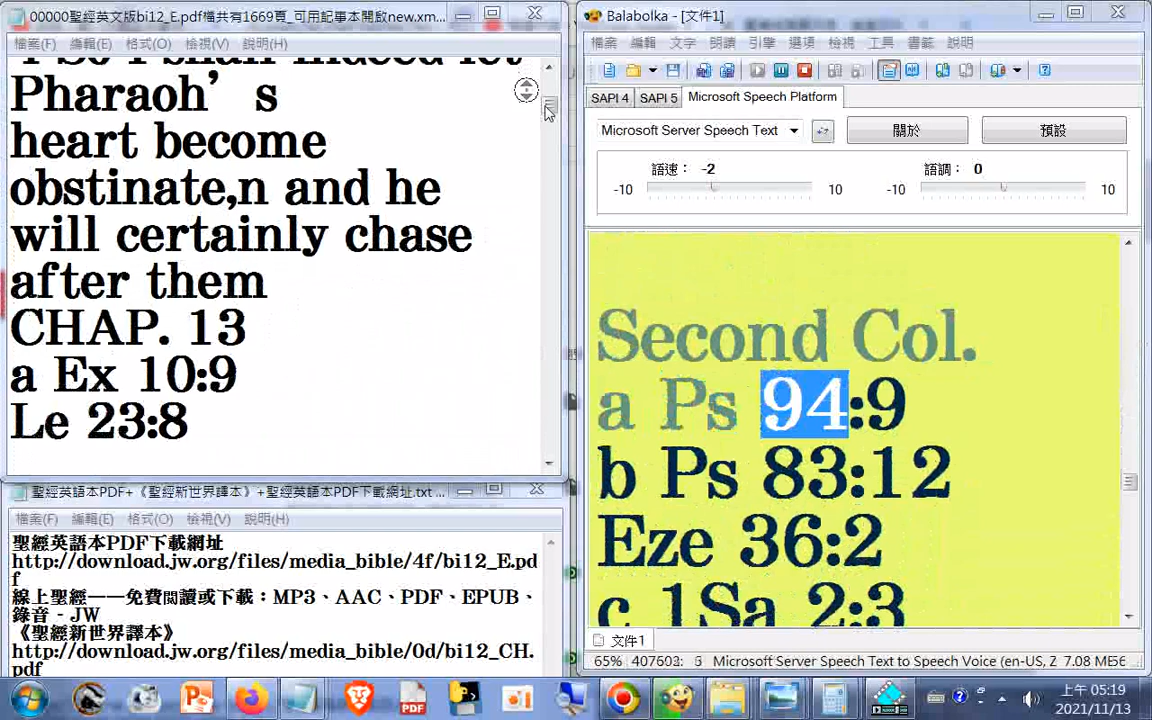 00000聖經英文版bi12_E.pdf檔共有1669頁_可用記事本開啟new.xm...
檔案(F) 編輯(E) 格式(O) 檢視(V) 說明(H)
Pharaoh's
heart become
obstinate,n and he
will certainly chase
after them
CHAP. 13
a Ex 10:9
Le 23:8
聖經英語本PDF+《聖經新世界譯本》+聖經英語本PDF下載網址.txt ...
檔案(F) 編輯(E) 格式(O) 檢視(V) 說明(H)
聖經英語本PDF下載網址
http://download.jw.org/files/media_bible/4f/bi12_E.pd
f
線上聖經——免費閱讀或下載：MP3、AAC、PDF、EPUB、
錄音 - JW
《聖經新世界譯本》
http://download.jw.org/files/media_bible/0d/bi12_CH.
pdf
Balabolka - [文件1]
檔案 編輯 文字 朗讀 引擎 選項 檢視 工具 書籤 說明
SAPI 4 SAPI 5 Microsoft Speech Platform
Microsoft Server Speech Text 關於 預設
語速： -2 語調： 0
-10 10 -10 10
Second Col.
a Ps 94:9
b Ps 83:12
Eze 36:2
c 1Sa 2:3
文件1
65% 407502: Microsoft Server Speech Text to Speech Voice (en-US, Z 7.08 ME
上午 05:19
2021/11/13